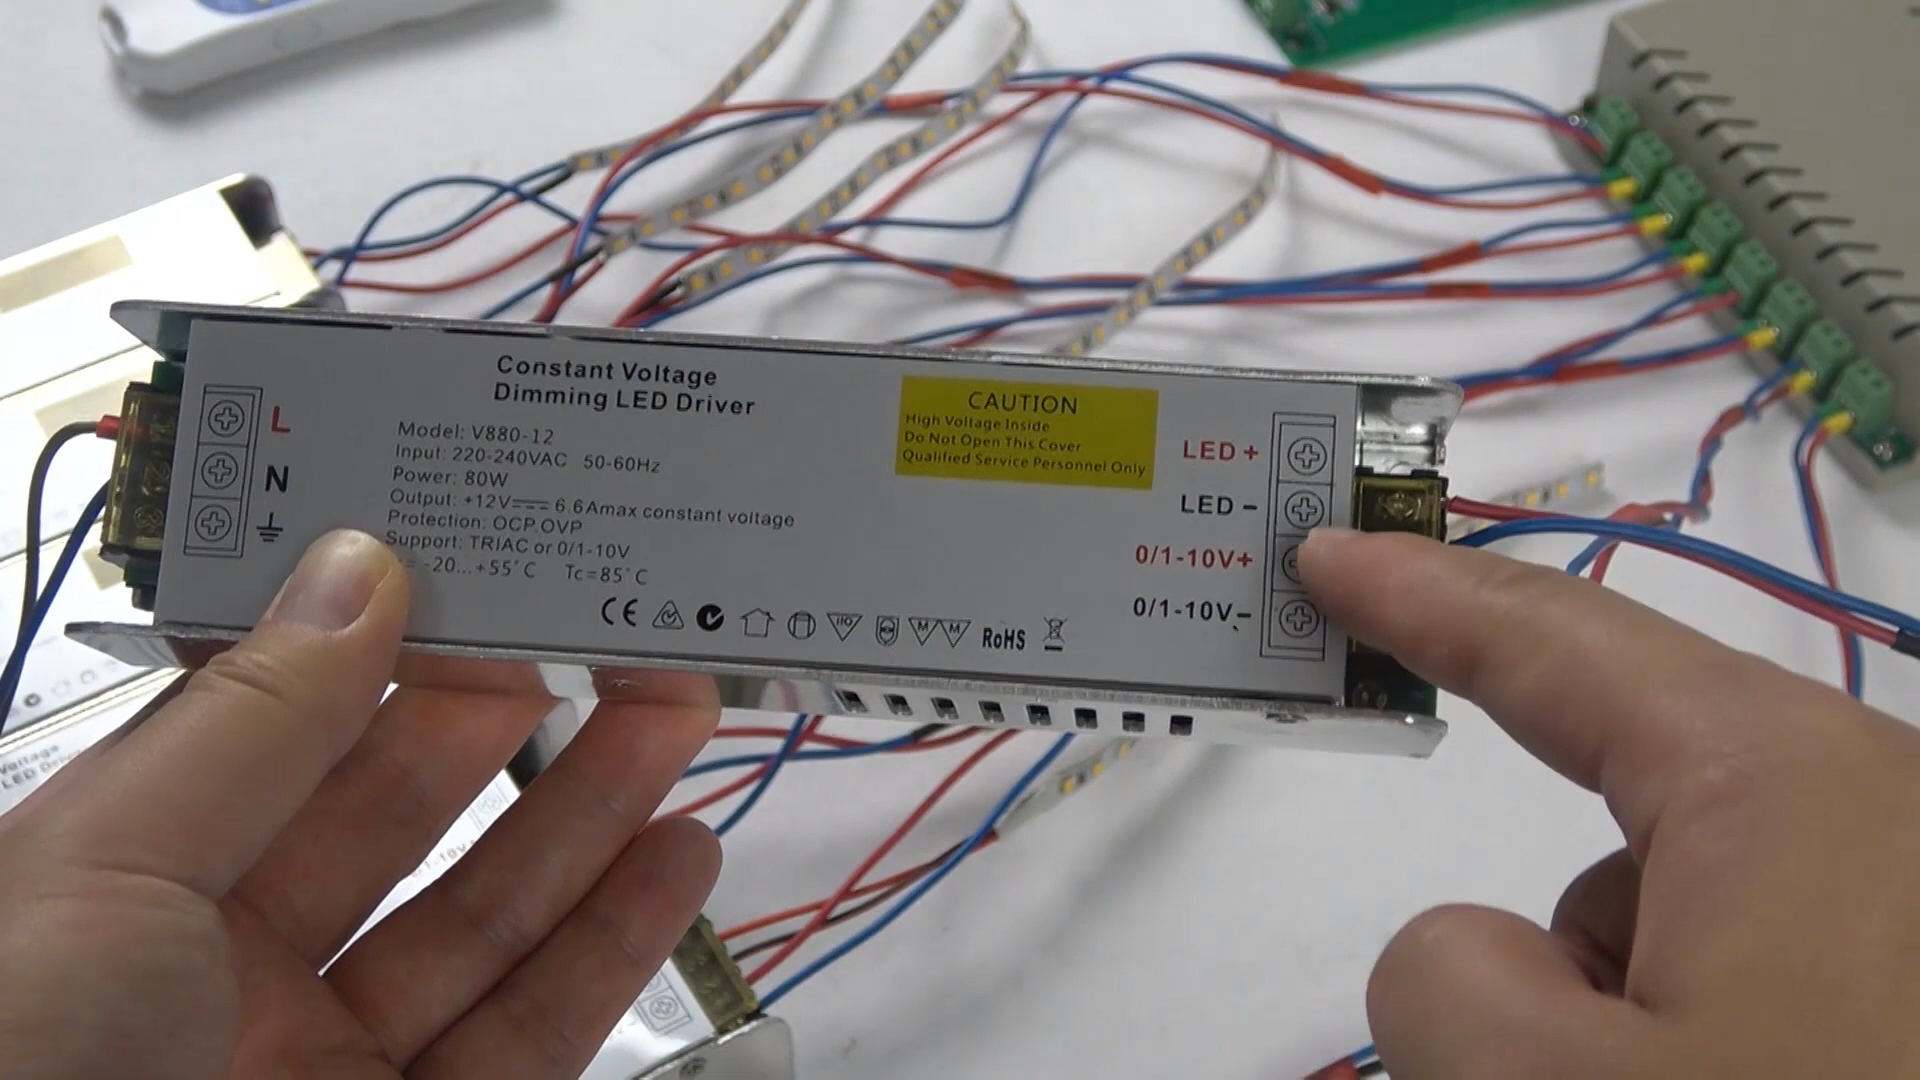 Constant Voltage
Dimming LED Driver
L
N
Model: V880-12
Input: 220-240VAC 50-60Hz
Power: 80W
Output: +12V 6.6Amax constant voltage
Protection: OCP.OVP
Support: TRIAC or 0/1-10V
-20...+55°C Tc=85°C
CAUTION
High Voltage Inside
Do Not Open This Cover
Qualified Service Personnel Only
LED +
LED -
0/1-10V+
0/1-10V-
CE
110
M M
RoHS
Voltage
LED